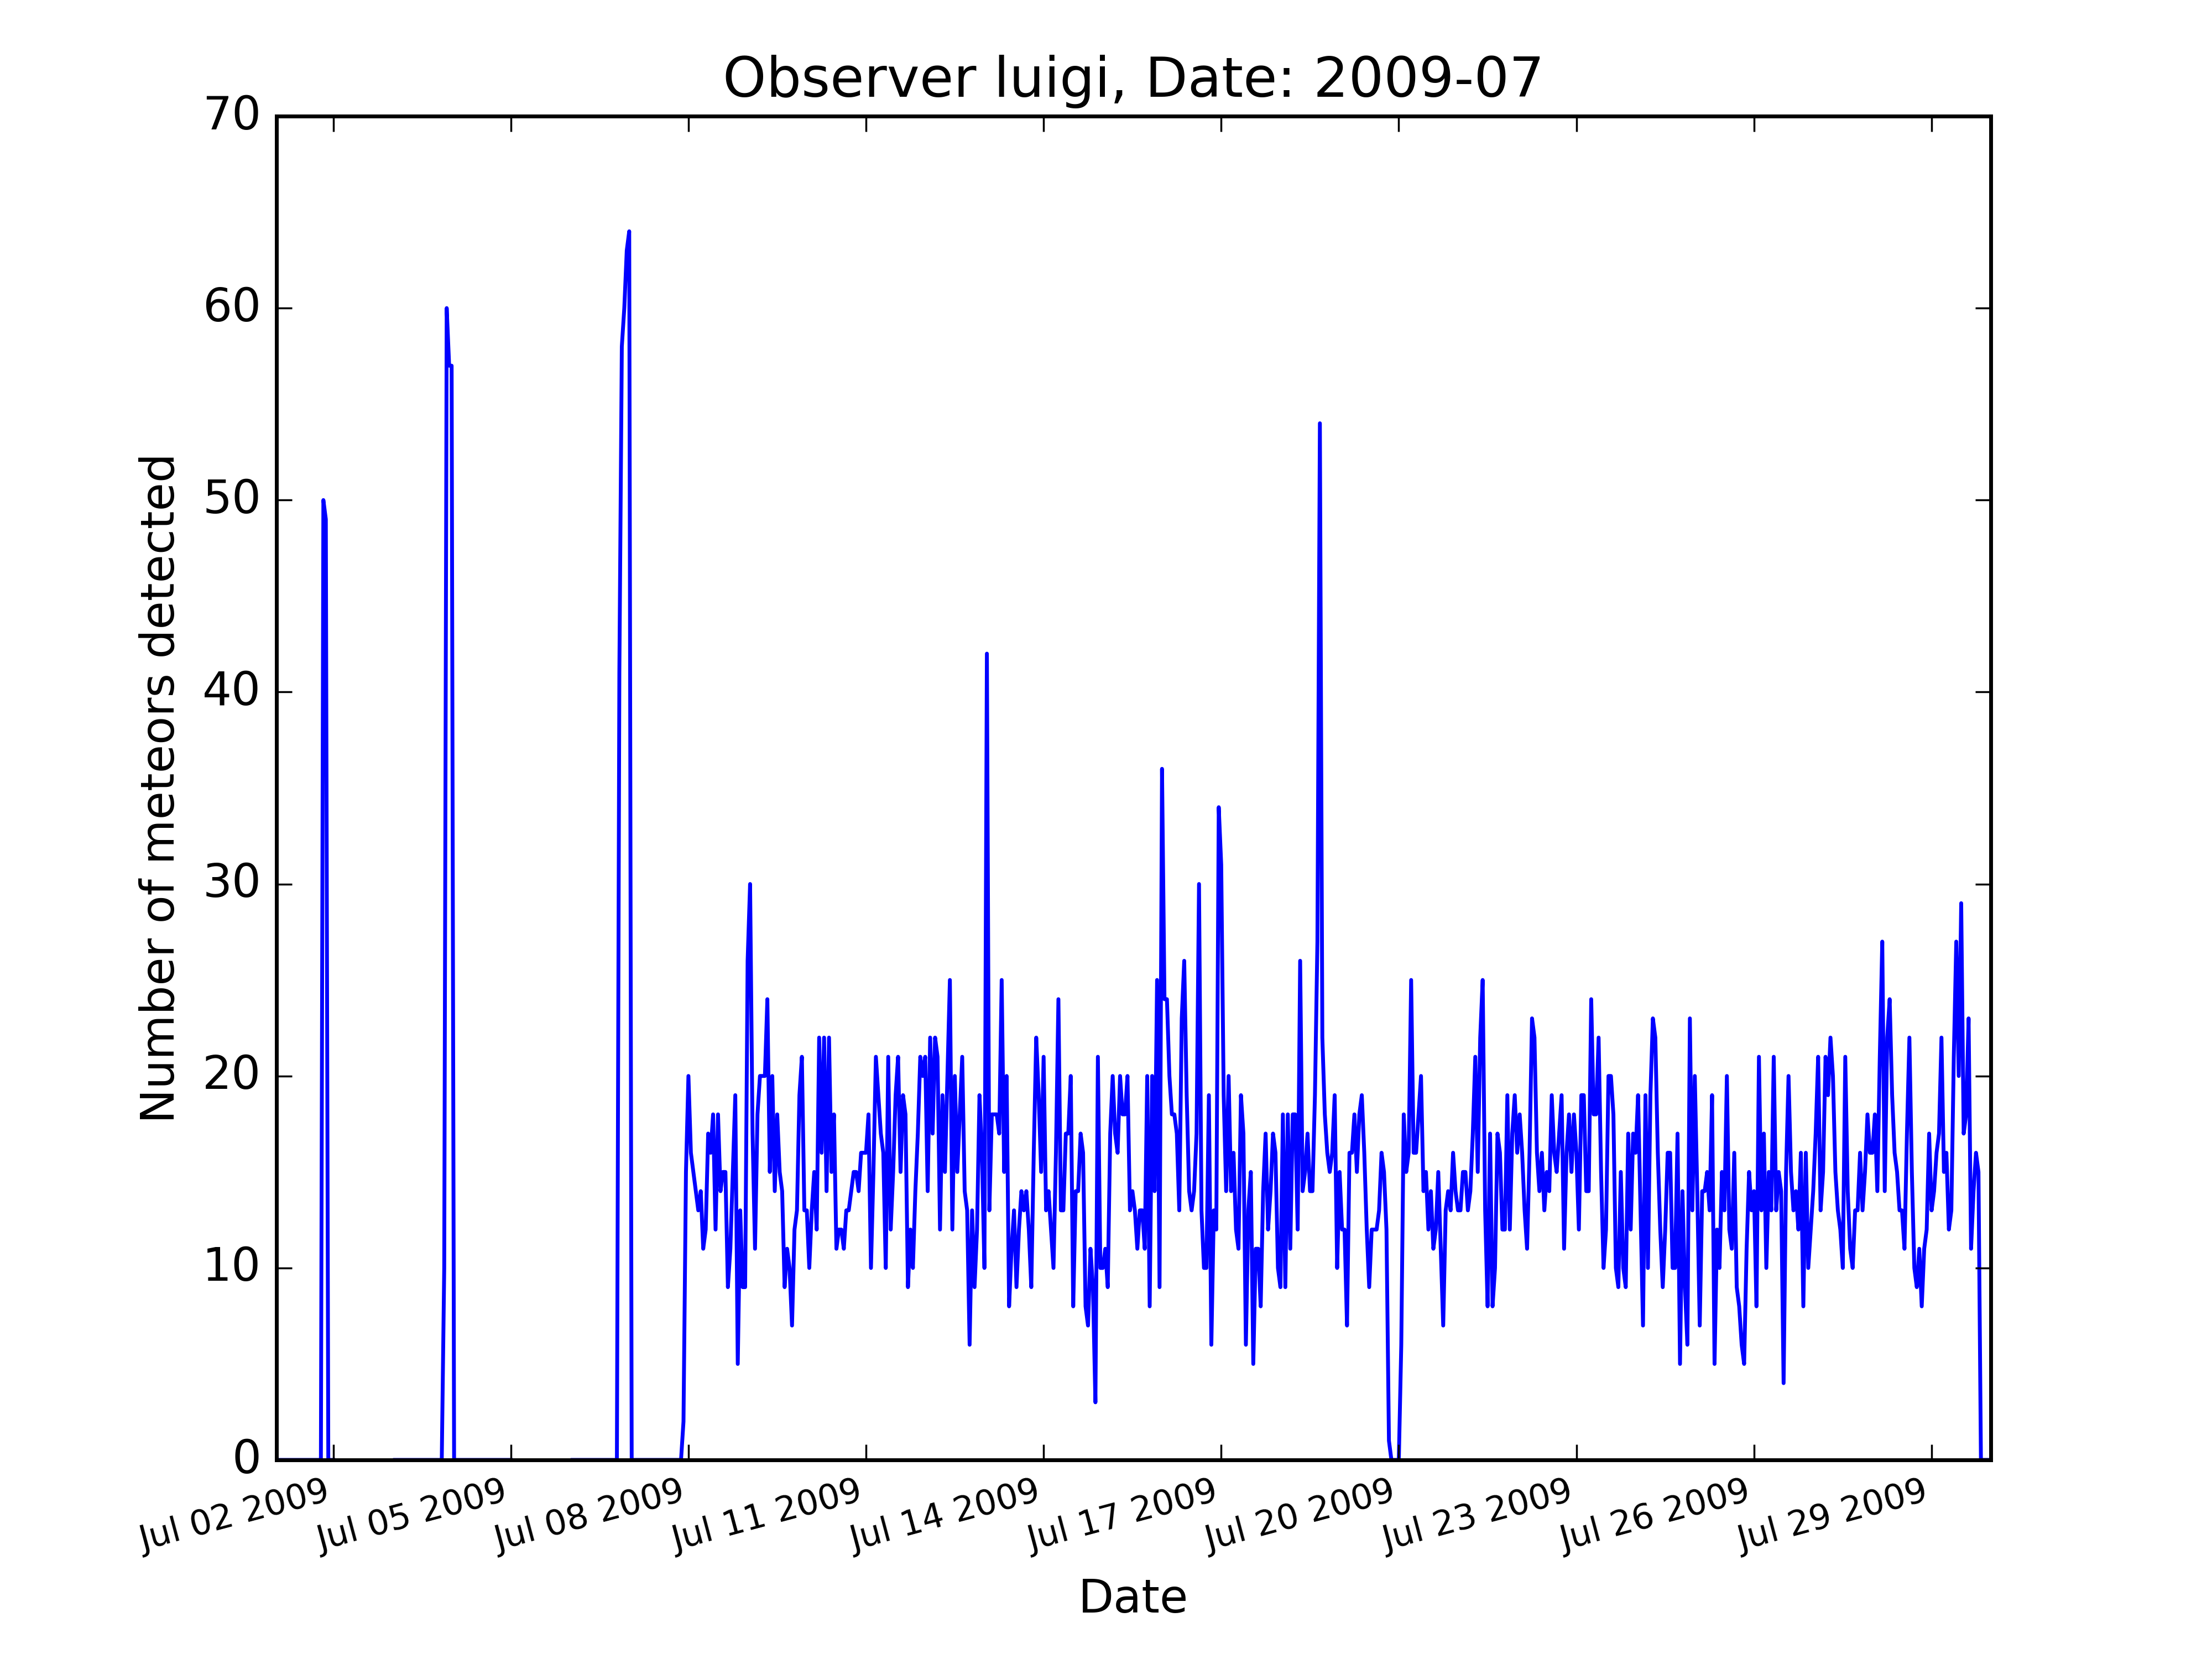 Observer luigi, Date: 2009-07
70
60
50
40
30
20
10
0
Number of meteors detected
Jul 02 2009
Jul 05 2009
Jul 08 2009
Jul 11 2009
Jul 14 2009
Jul 17 2009
Jul 20 2009
Jul 23 2009
Jul 26 2009
Jul 29 2009
Date